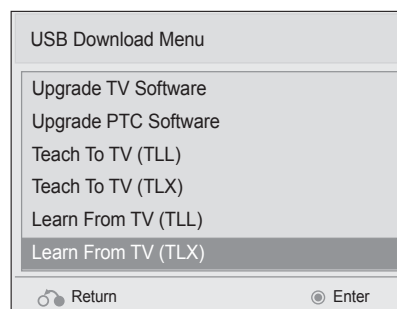 USB Download Menu
Upgrade TV Software
Upgrade PTC Software
Teach To TV (TLL)
Teach To TV (TLX)
Learn From TV (TLL)
Learn From TV (TLX)
Return Enter